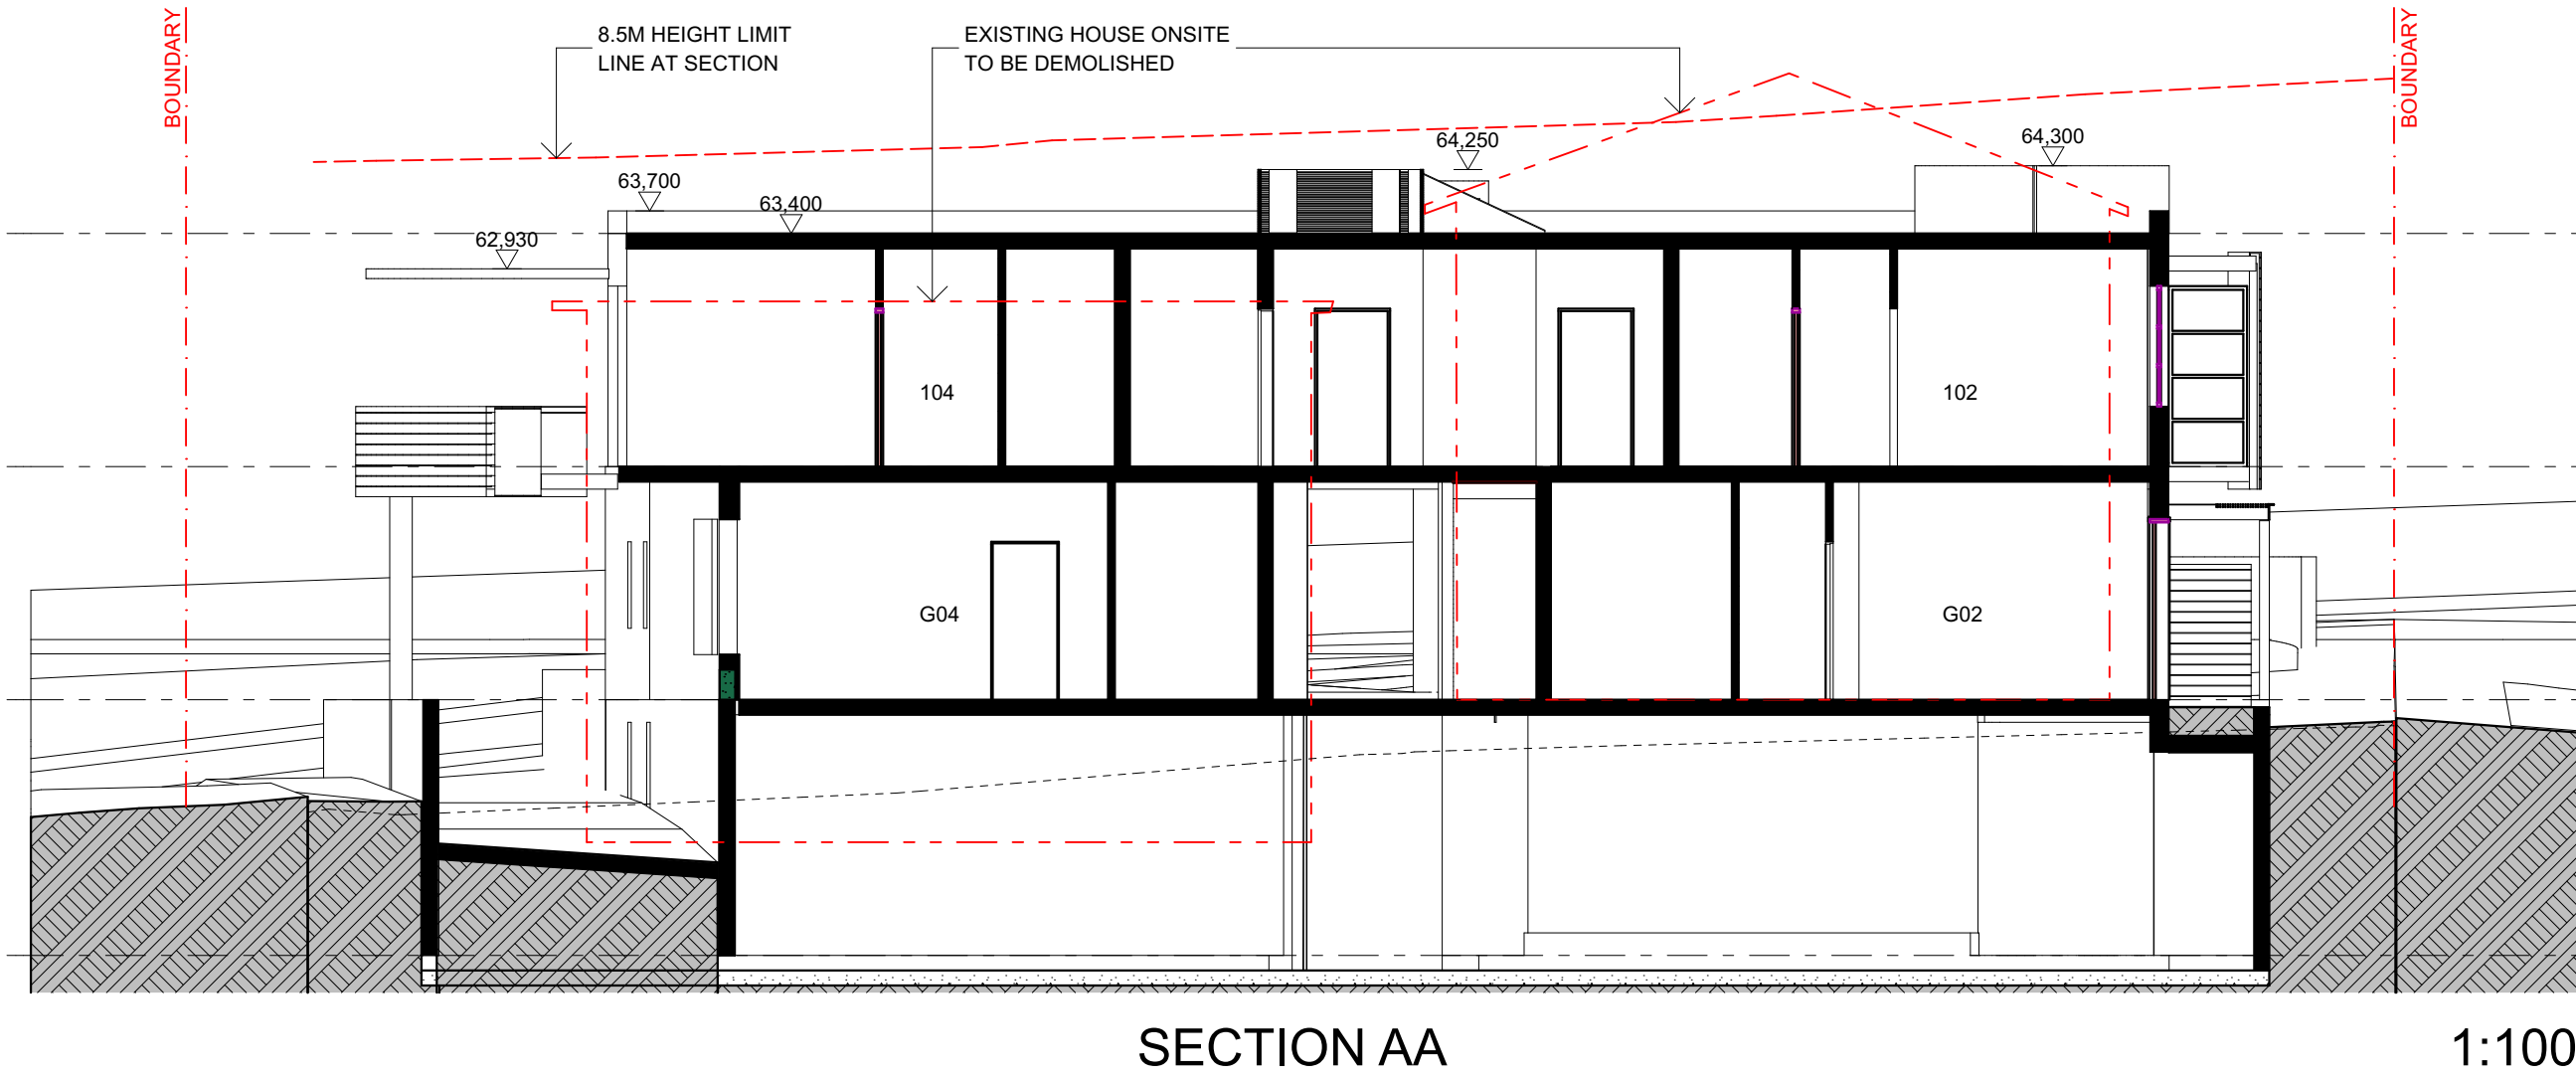 BOUNDARY
8.5M HEIGHT LIMIT
LINE AT SECTION
EXISTING HOUSE ONSITE
TO BE DEMOLISHED
BOUNDARY
64,250
64,300
63,700
63,400
62,930
104
102
G04
G02
SECTION AA
1:100